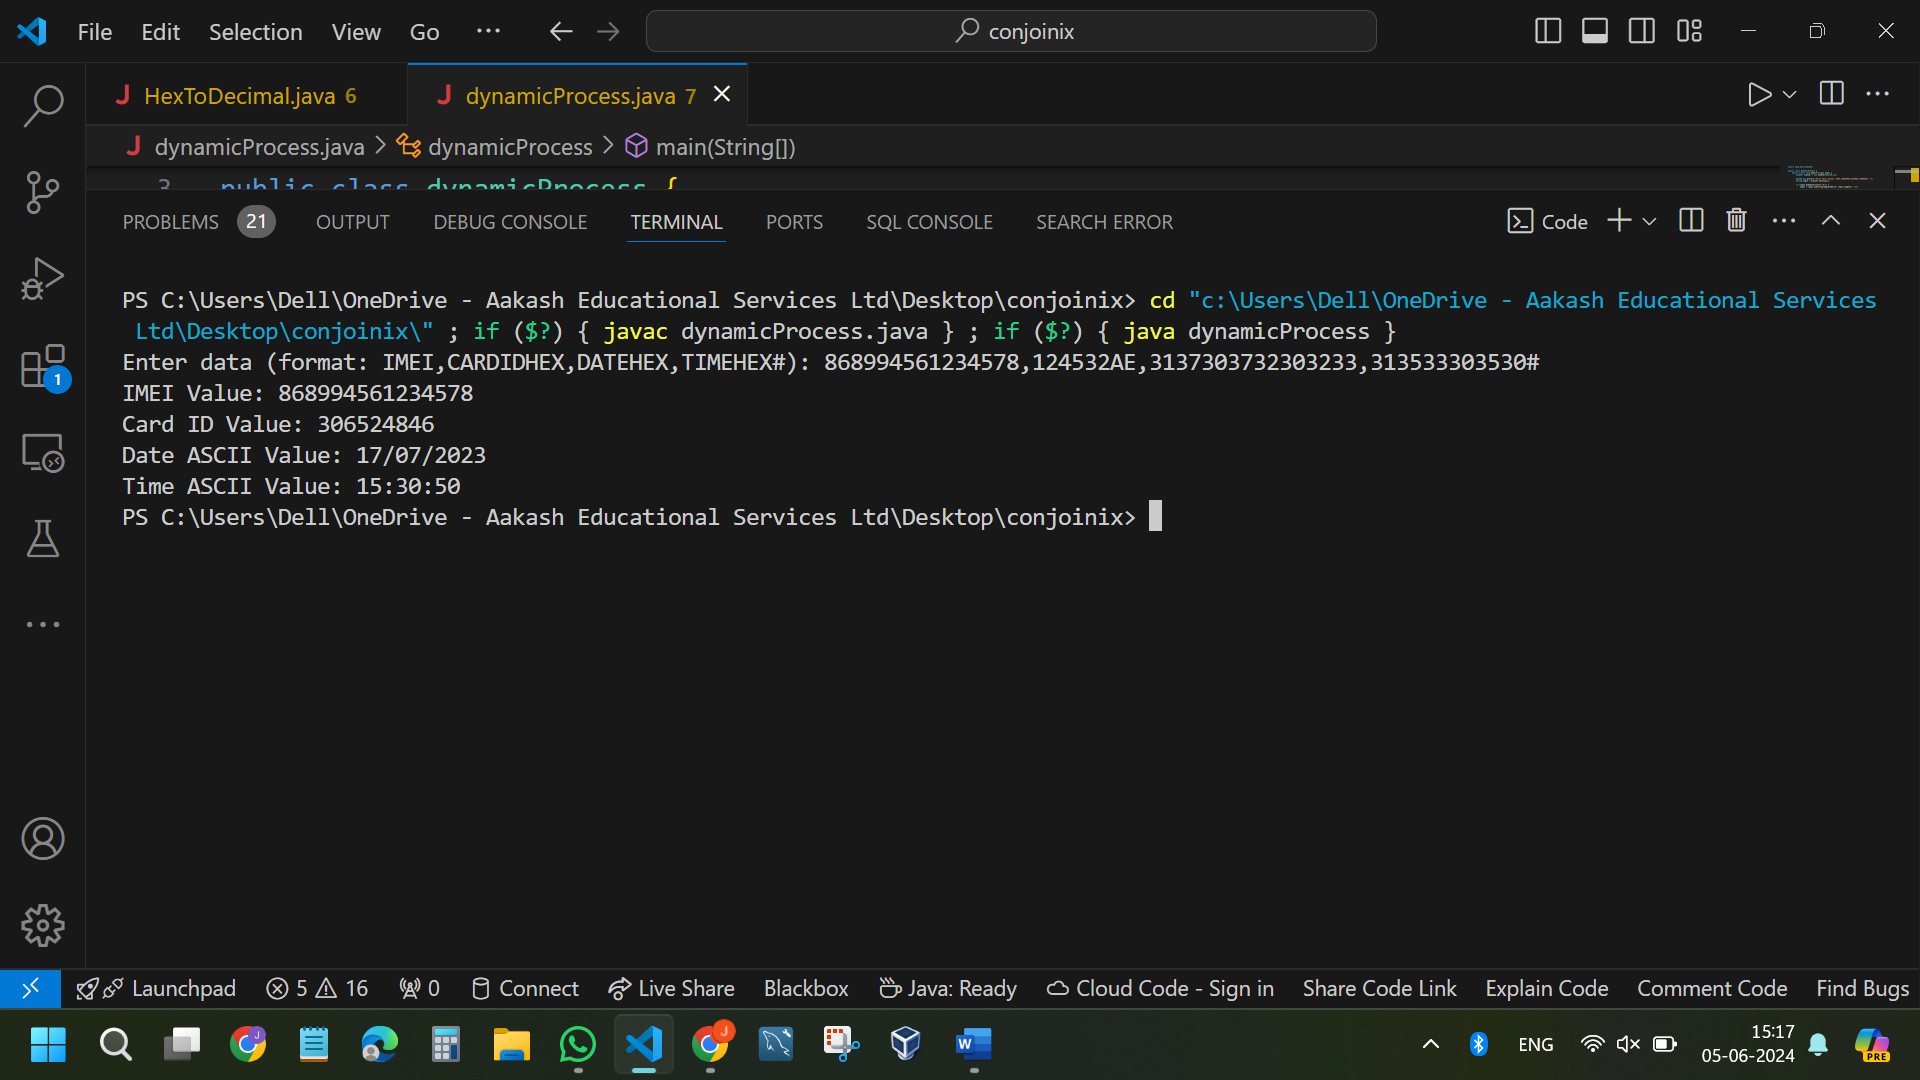 File Edit Selection View Go ··· conjoinix
HexToDecimal.java 6 dynamicProcess.java 7
dynamicProcess.java > dynamicProcess > main(String[])
3 public class dynamicProcess {
PROBLEMS 21 OUTPUT DEBUG CONSOLE TERMINAL PORTS SQL CONSOLE SEARCH ERROR Code
PS C:\Users\Dell\OneDrive - Aakash Educational Services Ltd\Desktop\conjoinix> cd "c:\Users\Dell\OneDrive - Aakash Educational Services
Ltd\Desktop\conjoinix\" ; if ($?) { javac dynamicProcess.java } ; if ($?) { java dynamicProcess }
Enter data (format: IMEI,CARDIDHEX,DATEHEX,TIMEHEX#): 868994561234578,124532AE,3137303732303233,313533303530#
IMEI Value: 868994561234578
Card ID Value: 306524846
Date ASCII Value: 17/07/2023
Time ASCII Value: 15:30:50
PS C:\Users\Dell\OneDrive - Aakash Educational Services Ltd\Desktop\conjoinix>
1
Launchpad 5 16 0 Connect Live Share Blackbox Java: Ready Cloud Code - Sign in Share Code Link Explain Code Comment Code Find Bugs
J J W ENG 15:17 PRE
05-06-2024